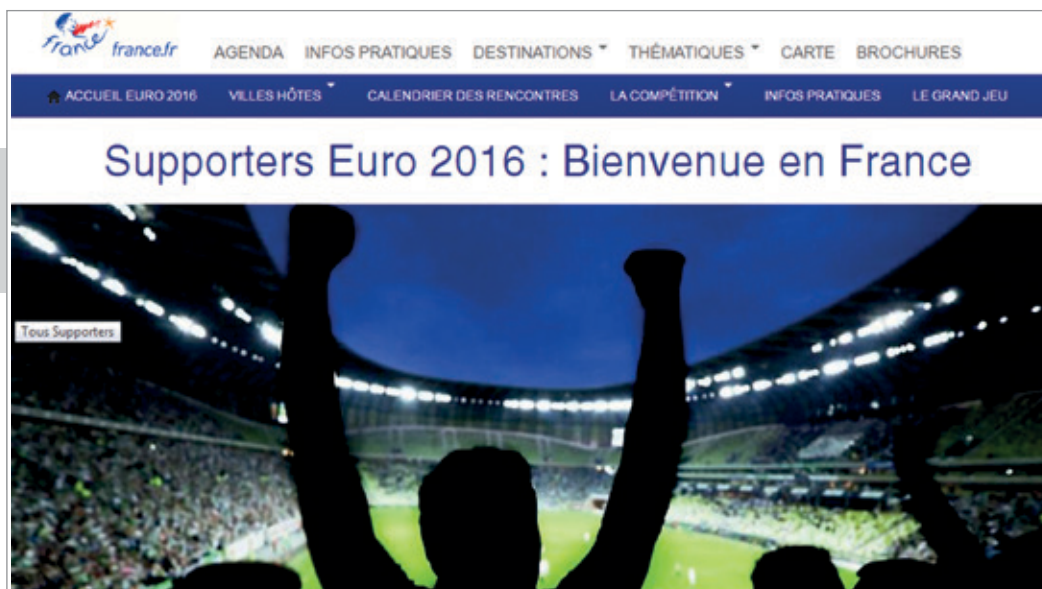 France france.fr AGENDA INFOS PRATIQUES DESTINATIONS THÉMATIQUES CARTE BROCHURES
ACCUEIL EURO 2016 VILLES HÔTES CALENDRIER DES RENCONTRES LA COMPÉTITION INFOS PRATIQUES LE GRAND JEU
Supporters Euro 2016 : Bienvenue en France
Tous Supporters